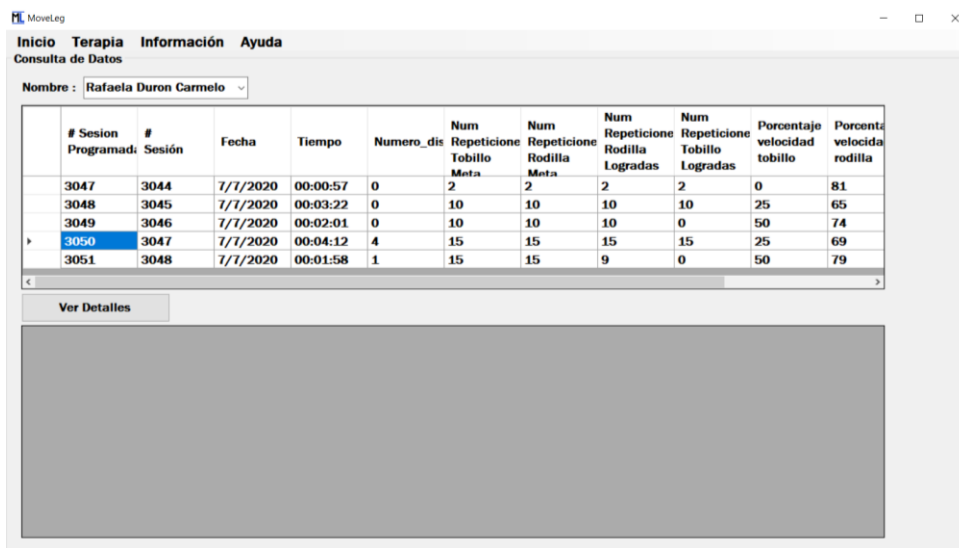 MoveLeg
Inicio Terapia Información Ayuda
Consulta de Datos
Nombre : Rafaela Duron Carmelo
# Sesion Programada # Sesión Fecha Tiempo Numero_dis Num Repeticione Tobillo Meta Num Repeticione Rodilla Meta Num Repeticione Rodilla Logradas Num Repeticione Tobillo Logradas Porcentaje velocidad tobillo Porcenta velocida rodilla
3047 3044 7/7/2020 00:00:57 0 2 2 2 2 0 81
3048 3045 7/7/2020 00:03:22 0 10 10 10 10 25 65
3049 3046 7/7/2020 00:02:01 0 10 10 10 0 50 74
3050 3047 7/7/2020 00:04:12 4 15 15 15 15 25 69
3051 3048 7/7/2020 00:01:58 1 15 15 9 0 50 79
Ver Detalles